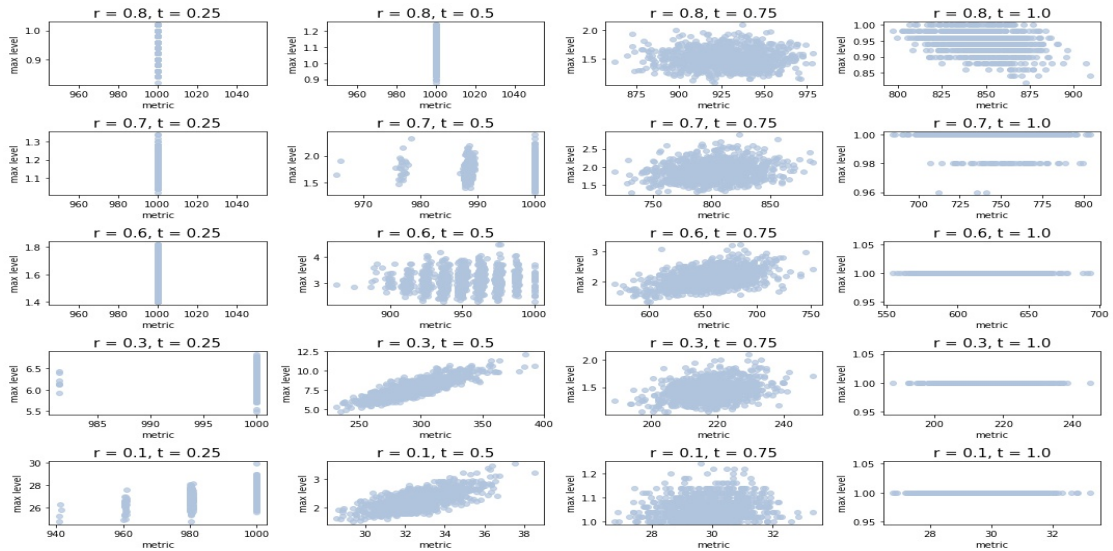 r = 0.8, t = 0.25
max level
1.0
0.9
960 980 1000 1020 1040
metric
r = 0.8, t = 0.5
max level
1.2
1.1
1.0
0.9
960 980 1000 1020 1040
metric
r = 0.8, t = 0.75
max level
2.0
1.5
875 900 925 950 975
metric
r = 0.8, t = 1.0
max level
1.00
0.95
0.90
0.85
800 825 850 875 900
metric
r = 0.7, t = 0.25
max level
1.3
1.2
1.1
960 980 1000 1020 1040
metric
r = 0.7, t = 0.5
max level
2.0
1.5
970 980 990 1000
metric
r = 0.7, t = 0.75
max level
2.5
2.0
1.5
750 800 850
metric
r = 0.7, t = 1.0
max level
1.00
0.98
0.96
700 720 740 760 780 800
metric
r = 0.6, t = 0.25
max level
1.8
1.6
1.4
960 980 1000 1020 1040
metric
r = 0.6, t = 0.5
max level
4
3
900 950 1000
metric
r = 0.6, t = 0.75
max level
3
2
600 650 700 750
metric
r = 0.6, t = 1.0
max level
1.05
1.00
0.95
550 600 650 700
metric
r = 0.3, t = 0.25
max level
6.5
6.0
5.5
985 990 995 1000
metric
r = 0.3, t = 0.5
max level
12.5
10.0
7.5
5.0
250 300 350 400
metric
r = 0.3, t = 0.75
max level
2.0
1.5
200 220 240
metric
r = 0.3, t = 1.0
max level
1.05
1.00
0.95
200 220 240
metric
r = 0.1, t = 0.25
max level
30
28
26
940 960 980 1000
metric
r = 0.1, t = 0.5
max level
3
2
30 32 34 36 38
metric
r = 0.1, t = 0.75
max level
1.2
1.1
1.0
28 30 32
metric
r = 0.1, t = 1.0
max level
1.05
1.00
0.95
28 30 32
metric